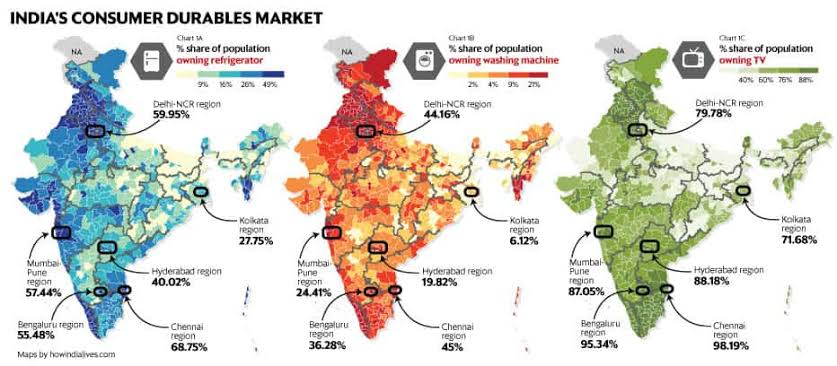 INDIA'S CONSUMER DURABLES MARKET
Chart 1A
% share of population
owning refrigerator
9% 16% 26% 49%
NA
Delhi-NCR region
59.95%
Kolkata
region
27.75%
Mumbai-
Pune
region
57.44%
Hyderabad region
40.02%
Bengaluru region
55.48%
Chennai
region
68.75%
Maps by howindialives.com
Chart 1B
% share of population
owning washing machine
2% 4% 9% 21%
NA
Delhi-NCR region
44.16%
Kolkata
region
6.12%
Mumbai-
Pune
region
24.41%
Hyderabad region
19.82%
Bengaluru
region
36.28%
Chennai
region
45%
Chart 1C
% share of population
owning TV
40% 60% 76% 88%
NA
Delhi-NCR region
79.78%
Kolkata
region
71.68%
Mumbai-
Pune
region
87.05%
Hyderabad region
88.18%
Bengaluru
region
95.34%
Chennai
region
98.19%